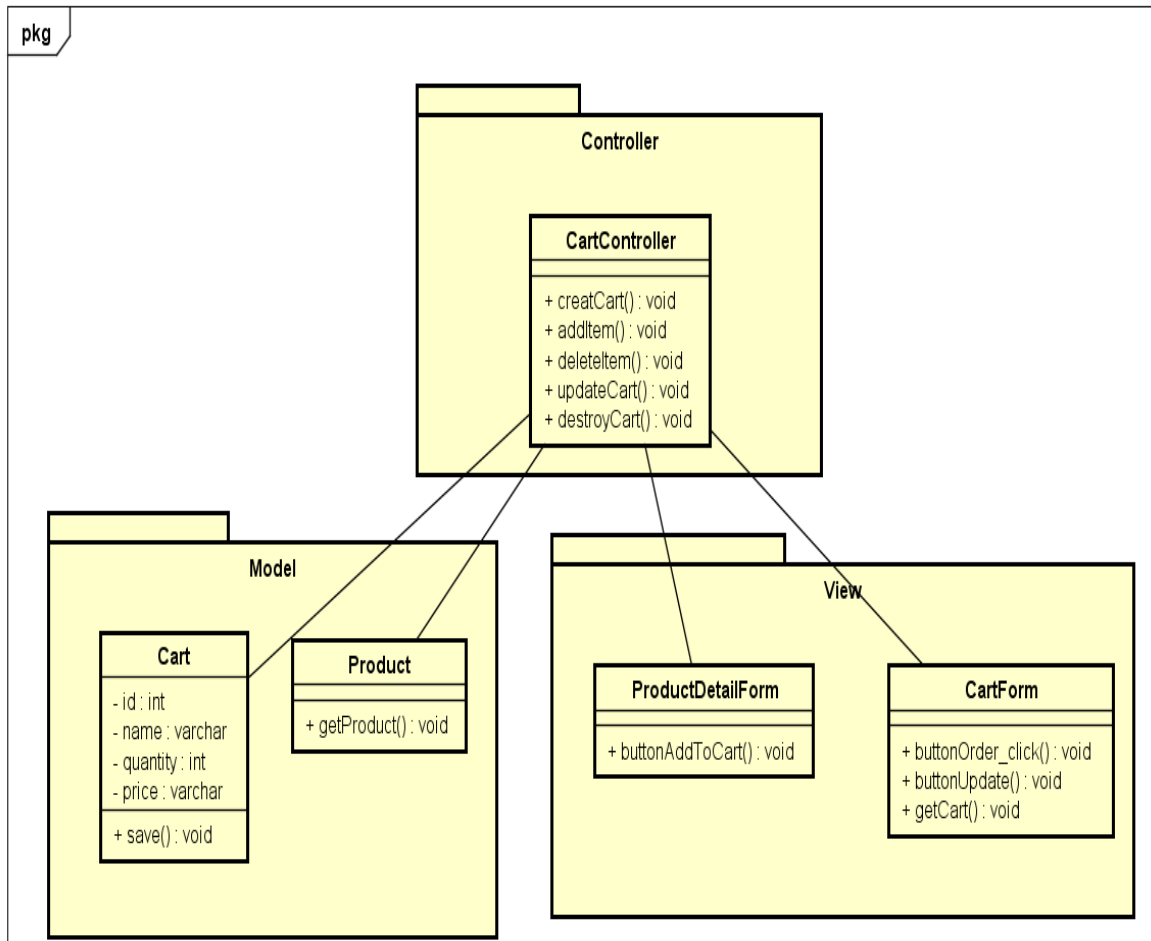 pkg
Controller
CartController
+ creatCart() : void
+ addItem() : void
+ deleteItem() : void
+ updateCart() : void
+ destroyCart() : void
Model
Cart
- id : int
- name : varchar
- quantity : int
- price : varchar
+ save() : void
Product
+ getProduct() : void
View
ProductDetailForm
+ buttonAddToCart() : void
CartForm
+ buttonOrder_click() : void
+ buttonUpdate() : void
+ getCart() : void